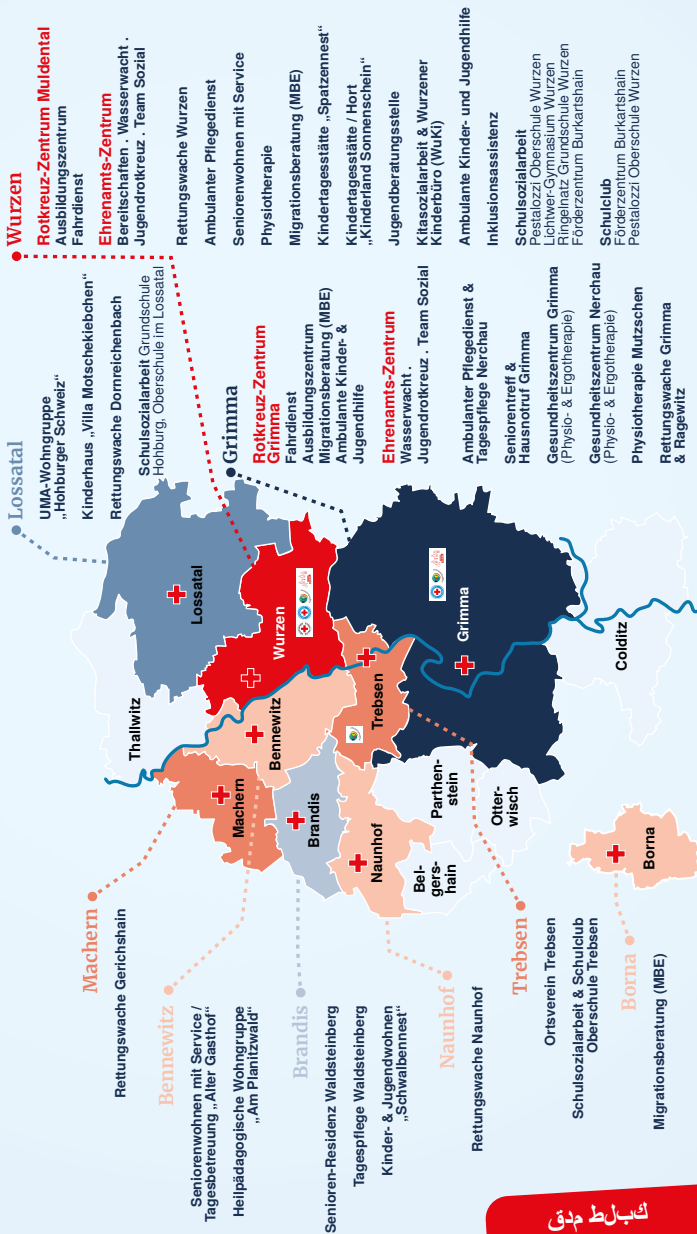 Machern
Rettungswache Gerichshain
Bennewitz
Seniorenwohnen mit Service /
Tagesbetreuung „Alter Gasthof“
Heilpädagogische Wohngruppe
„Am Planitzwald“
Brandis
Senioren-Residenz Waldsteinberg
Tagespflege Waldsteinberg
Kinder- & Jugendwohnen
„Schwalbennest“
Naunhof
Rettungswache Naunhof
Trebsen
Ortsverein Trebsen
Schulsozialarbeit & Schulclub
Oberschule Trebsen
Borna
Migrationsberatung (MBE)
Thallwitz
Lossatal
Machern
Bennewitz
Wurzen
Brandis
Trebsen
Naunhof
Parthen-
stein
Grimma
Bel-
gers-
hain
Otter-
wisch
Colditz
Borna
Lossatal
UMA-Wohngruppe
„Hohburger Schweiz“
Kinderhaus „Villa Motschekiebchen“
Rettungswache Dornreichenbach
Schulsozialarbeit Grundschule
Hohburg, Oberschule im Lossatal
Grimma
Rotkreuz-Zentrum
Grimma
Fahrdienst
Ausbildungszentrum
Migrationsberatung (MBE)
Ambulante Kinder- &
Jugendhilfe
Ehrenamts-Zentrum
Wasserwacht .
Jugendrotkreuz . Team Sozial
Ambulanter Pflegedienst &
Tagespflege Nerchau
Seniorentreff &
Hausnotruf Grimma
Gesundheitszentrum Grimma
(Physio- & Ergotherapie)
Gesundheitszentrum Nerchau
(Physio- & Ergotherapie)
Physiotherapie Mutzschen
Rettungswache Grimma
& Ragewitz
Wurzen
Rotkreuz-Zentrum Muldental
Ausbildungszentrum
Fahrdienst
Ehrenamts-Zentrum
Bereitschaften . Wasserwacht .
Jugendrotkreuz . Team Sozial
Rettungswache Wurzen
Ambulanter Pflegedienst
Seniorenwohnen mit Service
Physiotherapie
Migrationsberatung (MBE)
Kindertagesstätte „Spatzennest“
Kindertagesstätte / Hort
„Kinderland Sonnenschein“
Jugendberatungsstelle
Kitasozialarbeit & Wurzener
Kinderbüro (WuKi)
Ambulante Kinder- und Jugendhilfe
Inklusionsassistenz
Schulsozialarbeit
Pestalozzi Oberschule Wurzen
Lichtwer-Gymnasium Wurzen
Ringelnatz Grundschule Wurzen
Förderzentrum Burkartshain
Schulclub
Förderzentrum Burkartshain
Pestalozzi Oberschule Wurzen
قدم طلبك